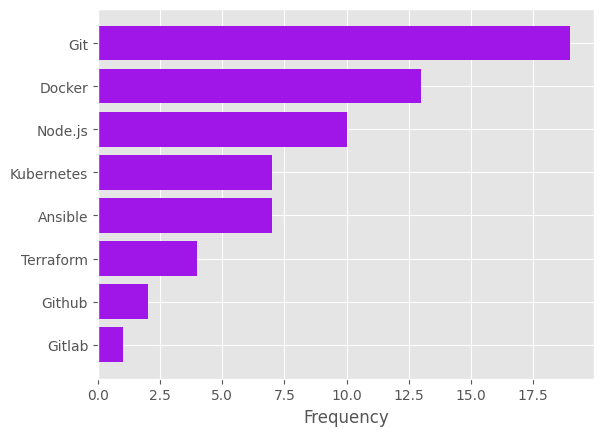 Git
Docker
Node.js
Kubernetes
Ansible
Terraform
Github
Gitlab
0.0 2.5 5.0 7.5 10.0 12.5 15.0 17.5
Frequency